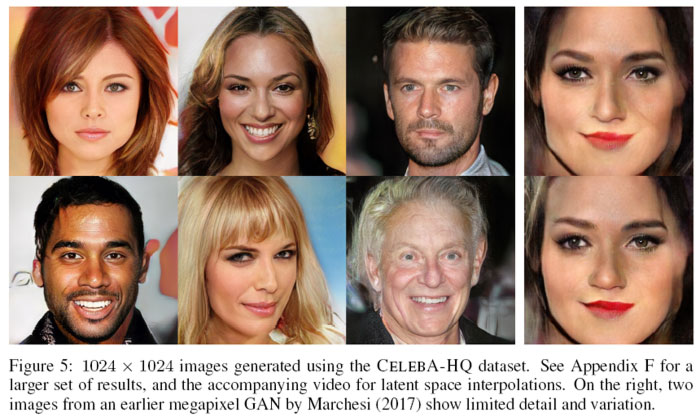 Figure 5: 1024 × 1024 images generated using the CELEBA-HQ dataset. See Appendix F for a
larger set of results, and the accompanying video for latent space interpolations. On the right, two
images from an earlier megapixel GAN by Marchesi (2017) show limited detail and variation.